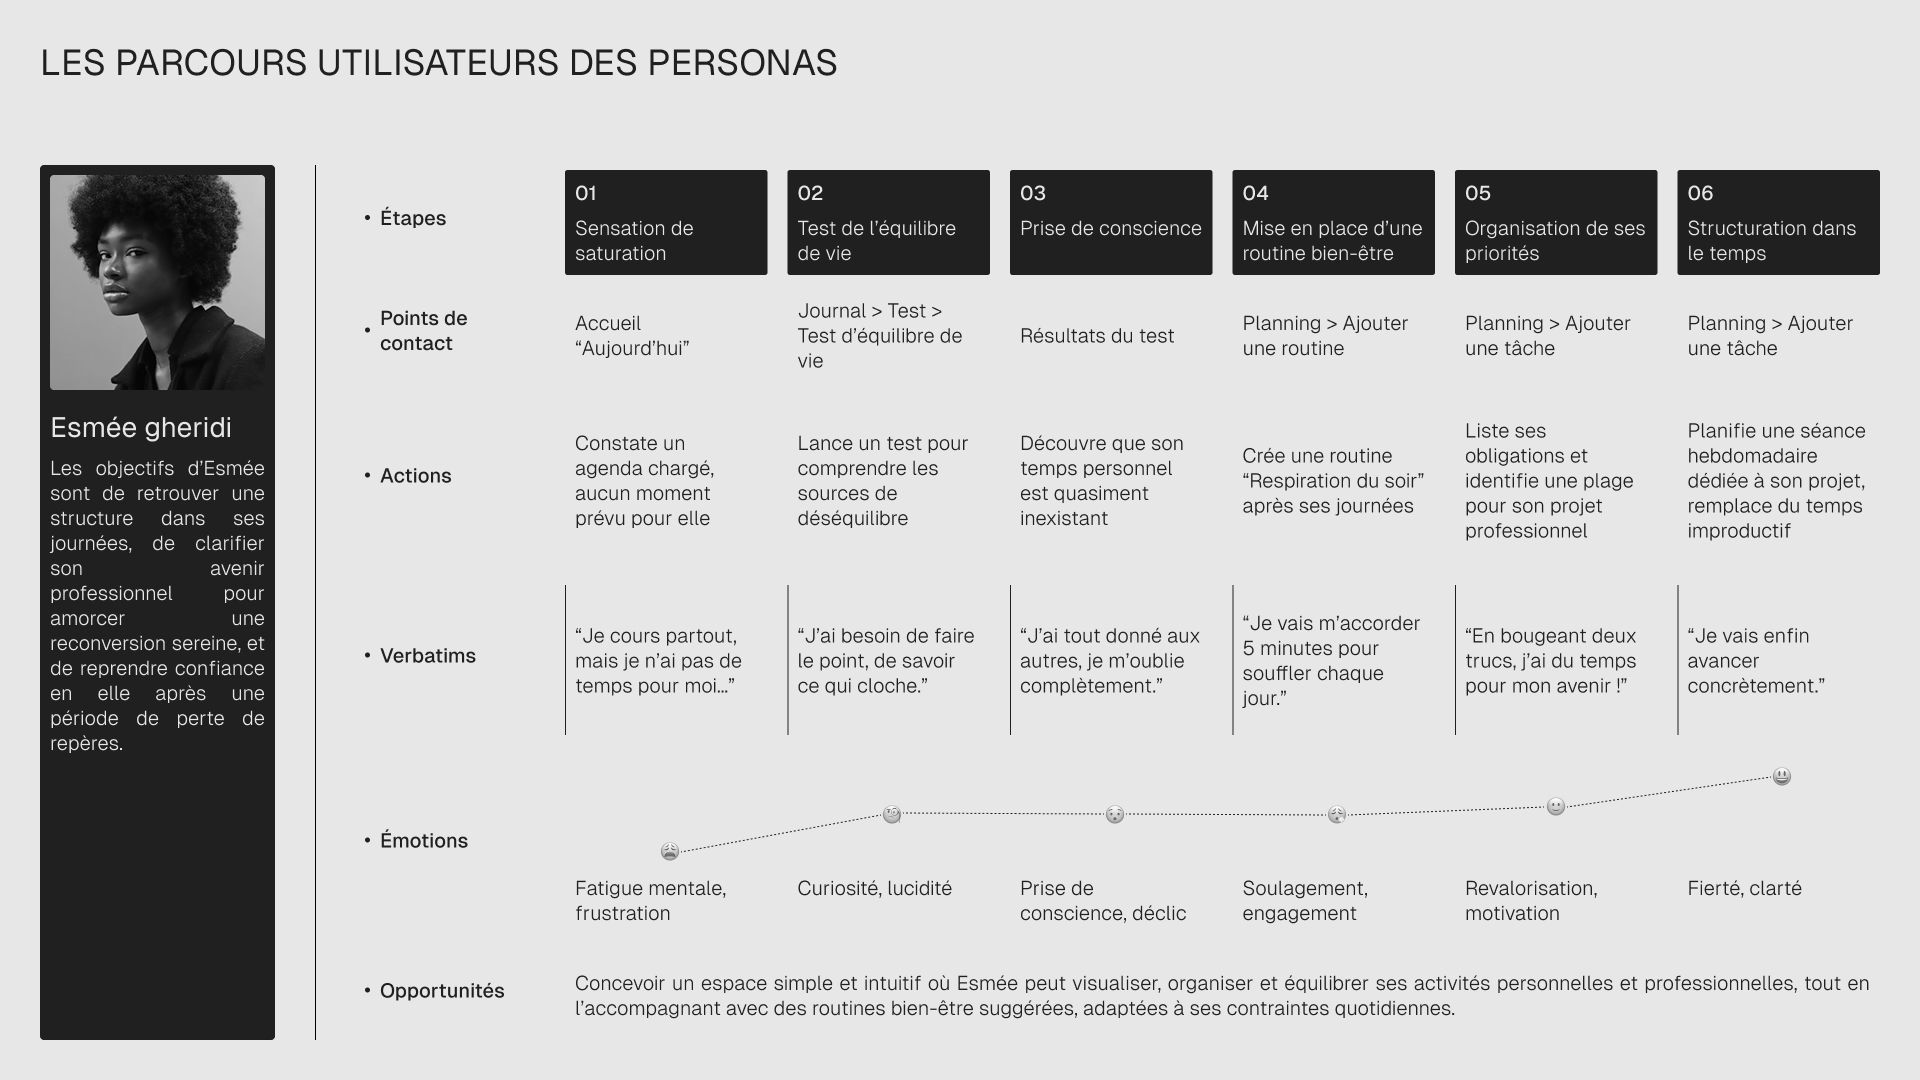 LES PARCOURS UTILISATEURS DES PERSONAS
Esmée gheridi
Les objectifs d’Esmée
sont de retrouver une
structure dans ses
journées, de clarifier
son avenir
professionnel pour
amorcer une
reconversion sereine, et
de reprendre confiance
en elle après une
période de perte de
repères.
• Étapes
01
Sensation de
saturation
02
Test de l’équilibre
de vie
03
Prise de conscience
04
Mise en place d’une
routine bien-être
05
Organisation de ses
priorités
06
Structuration dans
le temps
• Points de
contact
Accueil
“Aujourd’hui”
Journal > Test >
Test d’équilibre de
vie
Résultats du test
Planning > Ajouter
une routine
Planning > Ajouter
une tâche
Planning > Ajouter
une tâche
• Actions
Constate un
agenda chargé,
aucun moment
prévu pour elle
Lance un test pour
comprendre les
sources de
déséquilibre
Découvre que son
temps personnel
est quasiment
inexistant
Crée une routine
“Respiration du soir”
après ses journées
Liste ses
obligations et
identifie une plage
pour son projet
professionnel
Planifie une séance
hebdomadaire
dédiée à son projet,
remplace du temps
improductif
• Verbatims
“Je cours partout,
mais je n’ai pas de
temps pour moi…”
“J’ai besoin de faire
le point, de savoir
ce qui cloche.”
“J’ai tout donné aux
autres, je m’oublie
complètement.”
“Je vais m’accorder
5 minutes pour
souffler chaque
jour.”
“En bougeant deux
trucs, j’ai du temps
pour mon avenir !”
“Je vais enfin
avancer
concrètement.”
• Émotions
Fatigue mentale,
frustration
Curiosité, lucidité
Prise de
conscience, déclic
Soulagement,
engagement
Revalorisation,
motivation
Fierté, clarté
• Opportunités
Concevoir un espace simple et intuitif où Esmée peut visualiser, organiser et équilibrer ses activités personnelles et professionnelles, tout en
l’accompagnant avec des routines bien-être suggérées, adaptées à ses contraintes quotidiennes.